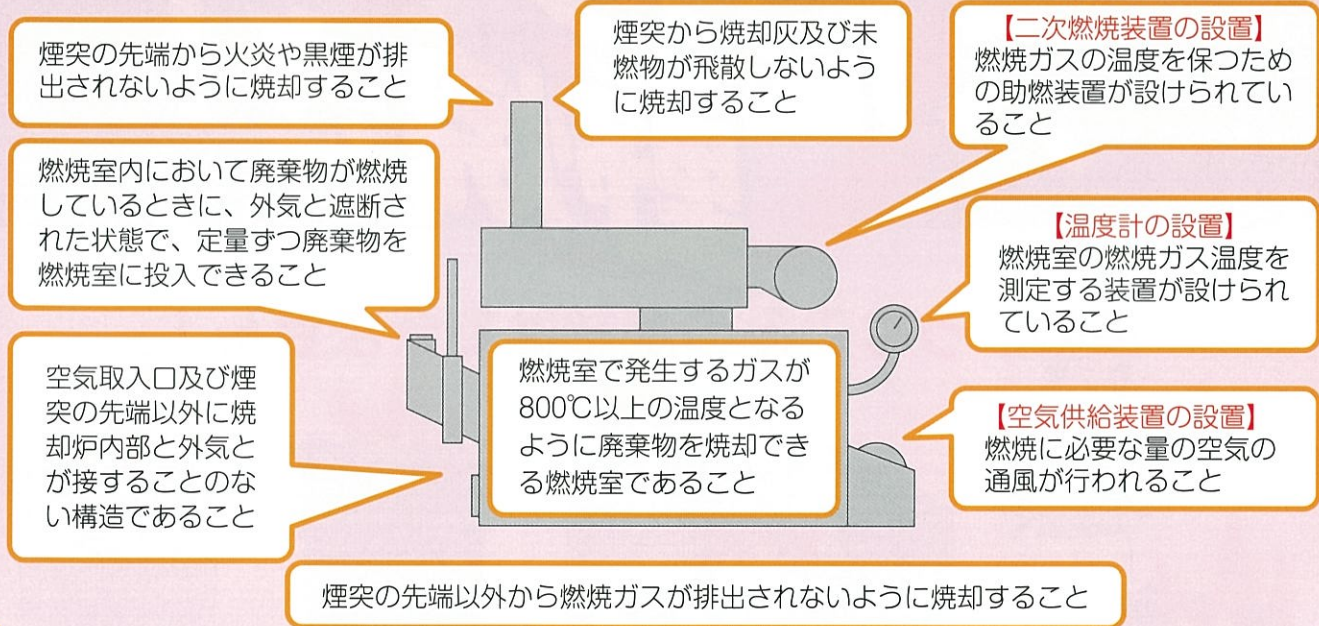 煙突の先端から火炎や黒煙が排
出されないように焼却すること
煙突から焼却灰及び未
燃物が飛散しないよう
に焼却すること
【二次燃焼装置の設置】
燃焼ガスの温度を保つため
の助燃装置が設けられてい
ること
燃焼室内において廃棄物が燃焼
しているときに、外気と遮断さ
れた状態で、定量ずつ廃棄物を
燃焼室に投入できること
【温度計の設置】
燃焼室の燃焼ガス温度を
測定する装置が設けられ
ていること
空気取入口及び煙
突の先端以外に焼
却炉内部と外気と
が接することのな
い構造であること
燃焼室で発生するガスが
800℃以上の温度となる
ように廃棄物を焼却でき
る燃焼室であること
【空気供給装置の設置】
燃焼に必要な量の空気の
通風が行われること
煙突の先端以外から燃焼ガスが排出されないように焼却すること